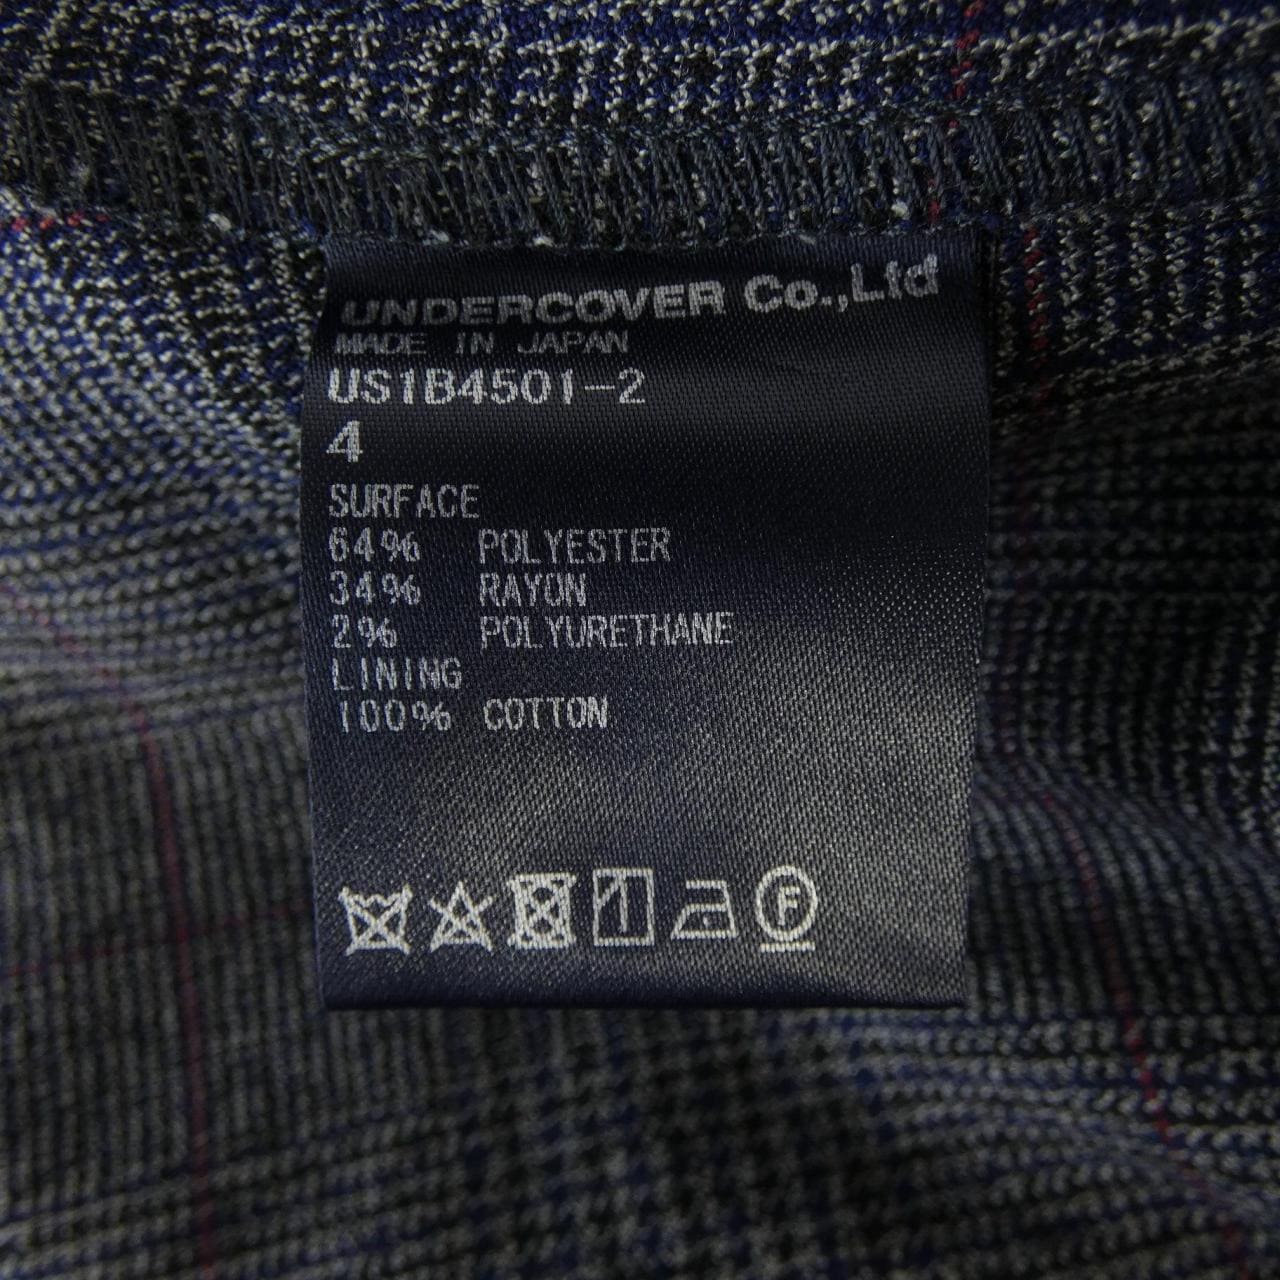 UNDERCOVER Co.,Ltd
MADE IN JAPAN
US1B4501-2
4
SURFACE
64% POLYESTER
34% RAYON
2% POLYURETHANE
LINING
100% COTTON
F